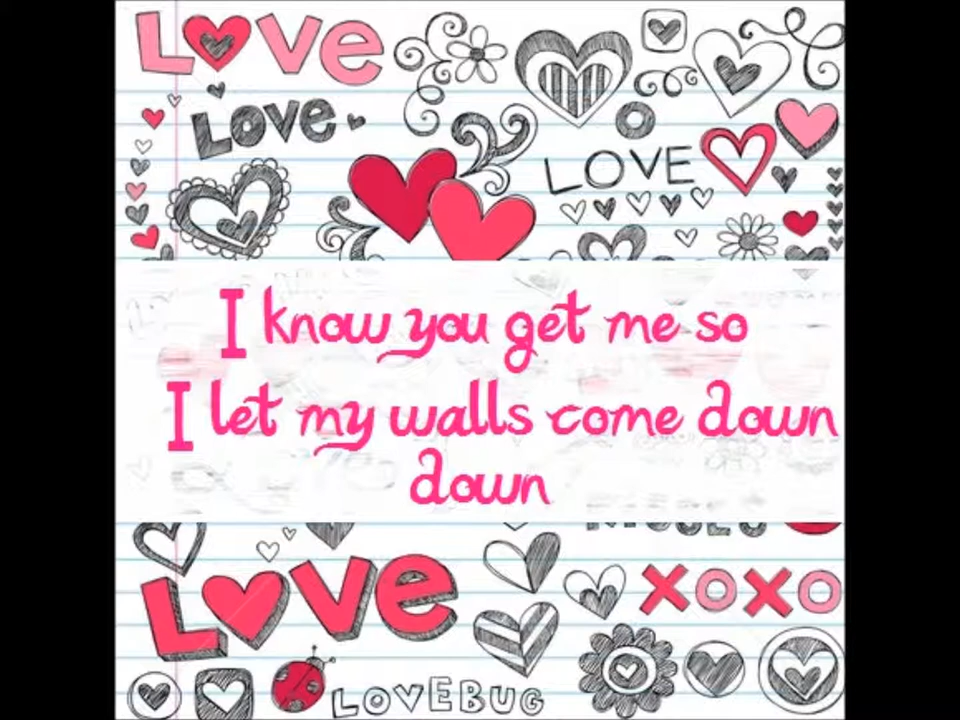 LOVe
LOVe
LOVE
I know you get me so
I let my walls come down
down
LOVe
XOXO
LOVEBUG